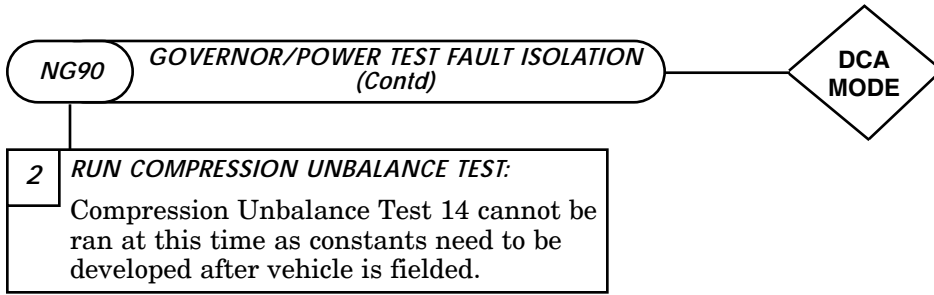 NG90
GOVERNOR/POWER TEST FAULT ISOLATION
(Contd)
DCA
MODE
2
RUN COMPRESSION UNBALANCE TEST:
Compression Unbalance Test 14 cannot be
ran at this time as constants need to be
developed after vehicle is fielded.